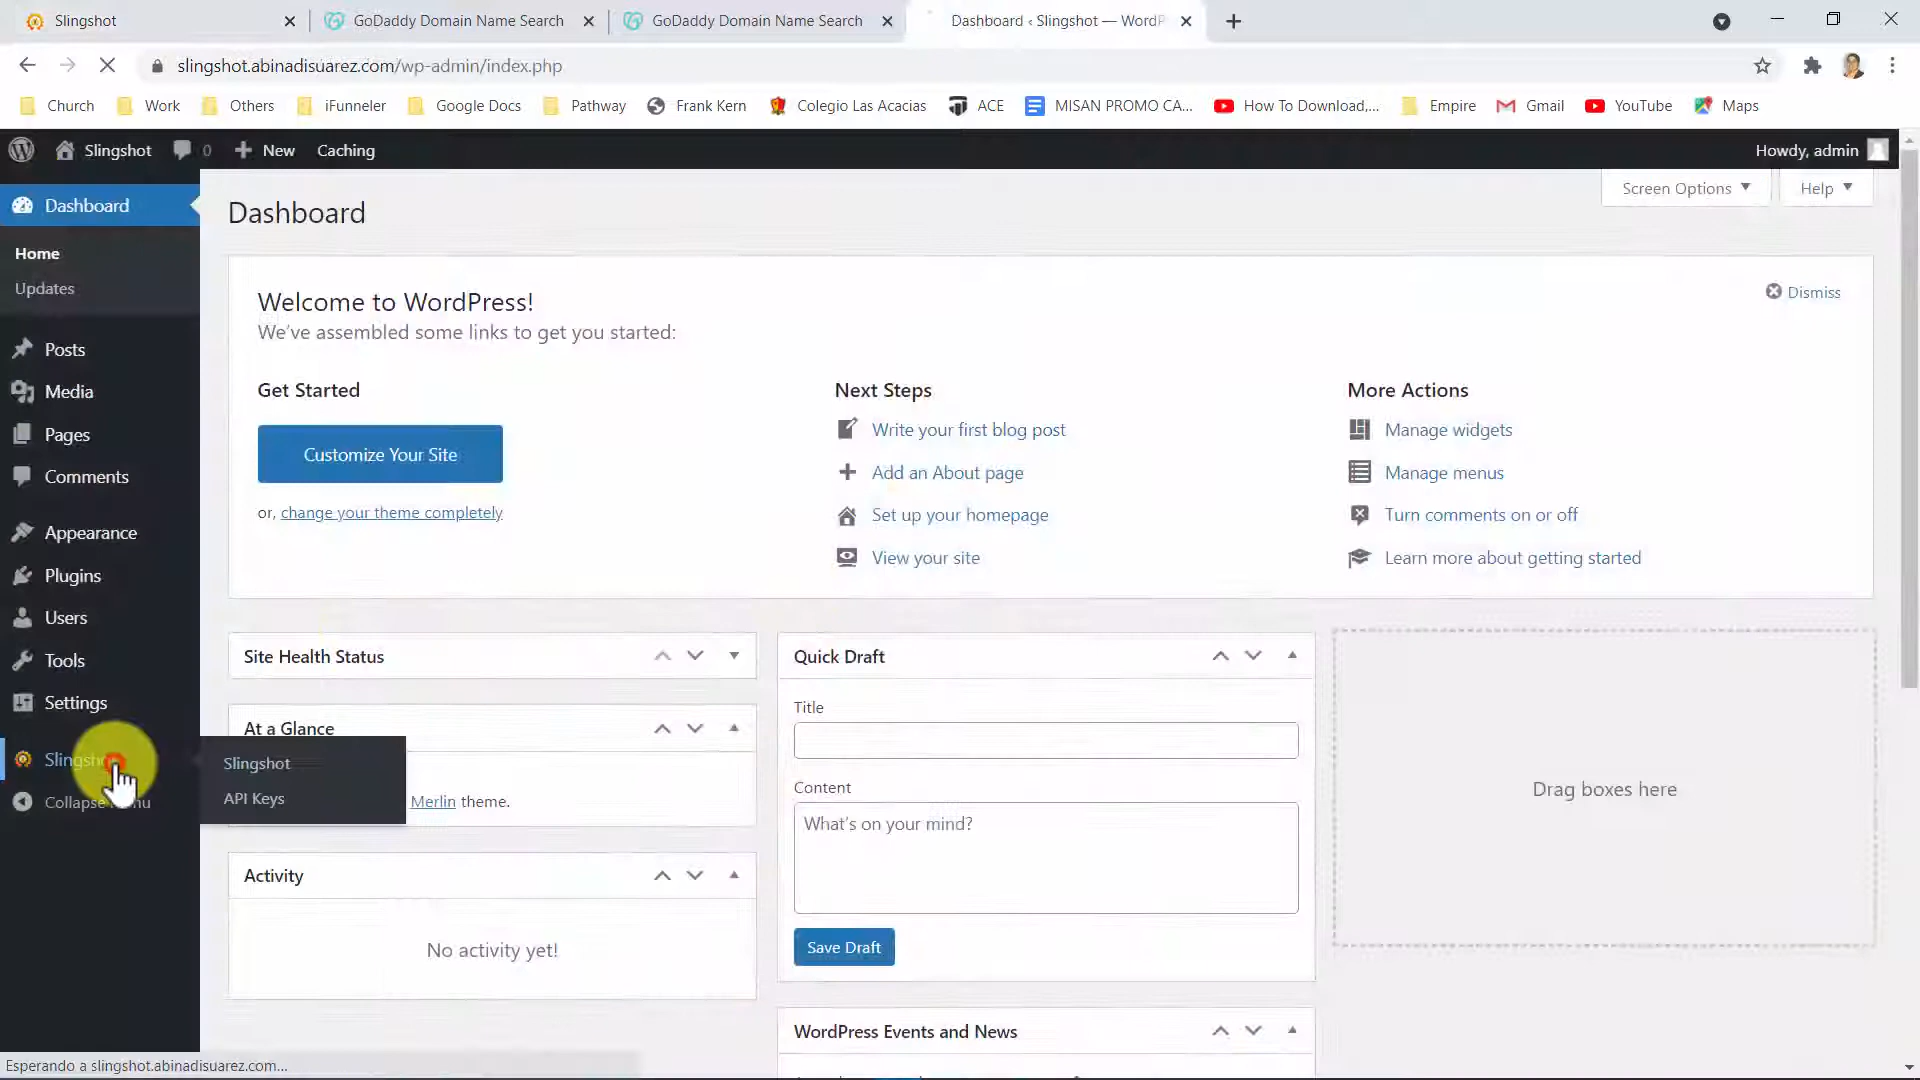 Slingshot
GoDaddy Domain Name Search
GoDaddy Domain Name Search
Dashboard ‹ Slingshot — WordP
slingshot.abinadisuarez.com/wp-admin/index.php
Church
Work
Others
iFunneler
Google Docs
Pathway
Frank Kern
Colegio Las Acacias
ACE
MISAN PROMO CA...
How To Download,...
Empire
Gmail
YouTube
Maps
Slingshot
0
New
Caching
Howdy, admin
Dashboard
Home
Updates
Posts
Media
Pages
Comments
Appearance
Plugins
Users
Tools
Settings
Slingshot
API Keys
Screen Options
Help
Dashboard
Welcome to WordPress!
We've assembled some links to get you started:
Dismiss
Get Started
Customize Your Site
or, change your theme completely
Next Steps
Write your first blog post
Add an About page
Set up your homepage
View your site
More Actions
Manage widgets
Manage menus
Turn comments on or off
Learn more about getting started
Site Health Status
At a Glance
Merlin theme.
Activity
No activity yet!
Quick Draft
Title
Content
What's on your mind?
Save Draft
WordPress Events and News
Drag boxes here
Esperando a slingshot.abinadisuarez.com...